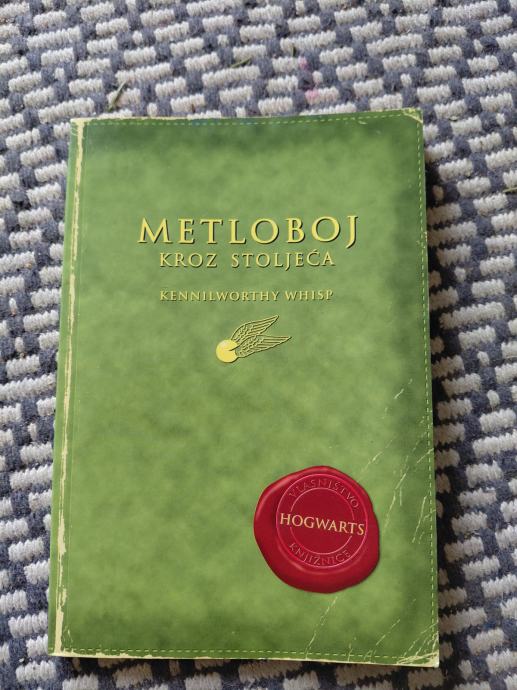 METLOBOJ
KROZ STOLJEĆA
KENNILWORTHY WHISP
VLASNIŠTVO
HOGWARTS
KNJIŽNICE